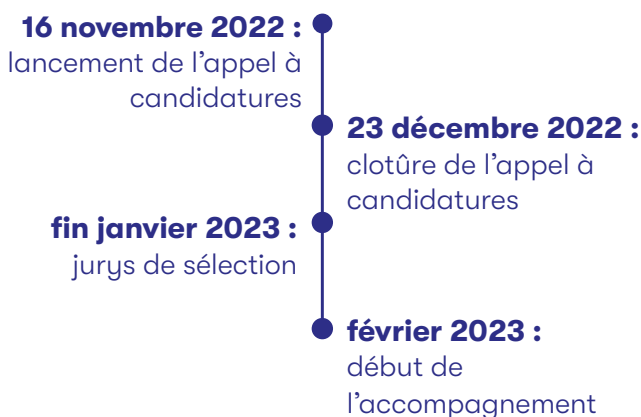 16 novembre 2022 :
lancement de l’appel à
candidatures
23 décembre 2022 :
clotûre de l’appel à
candidatures
fin janvier 2023 :
jurys de sélection
février 2023 :
début de
l’accompagnement